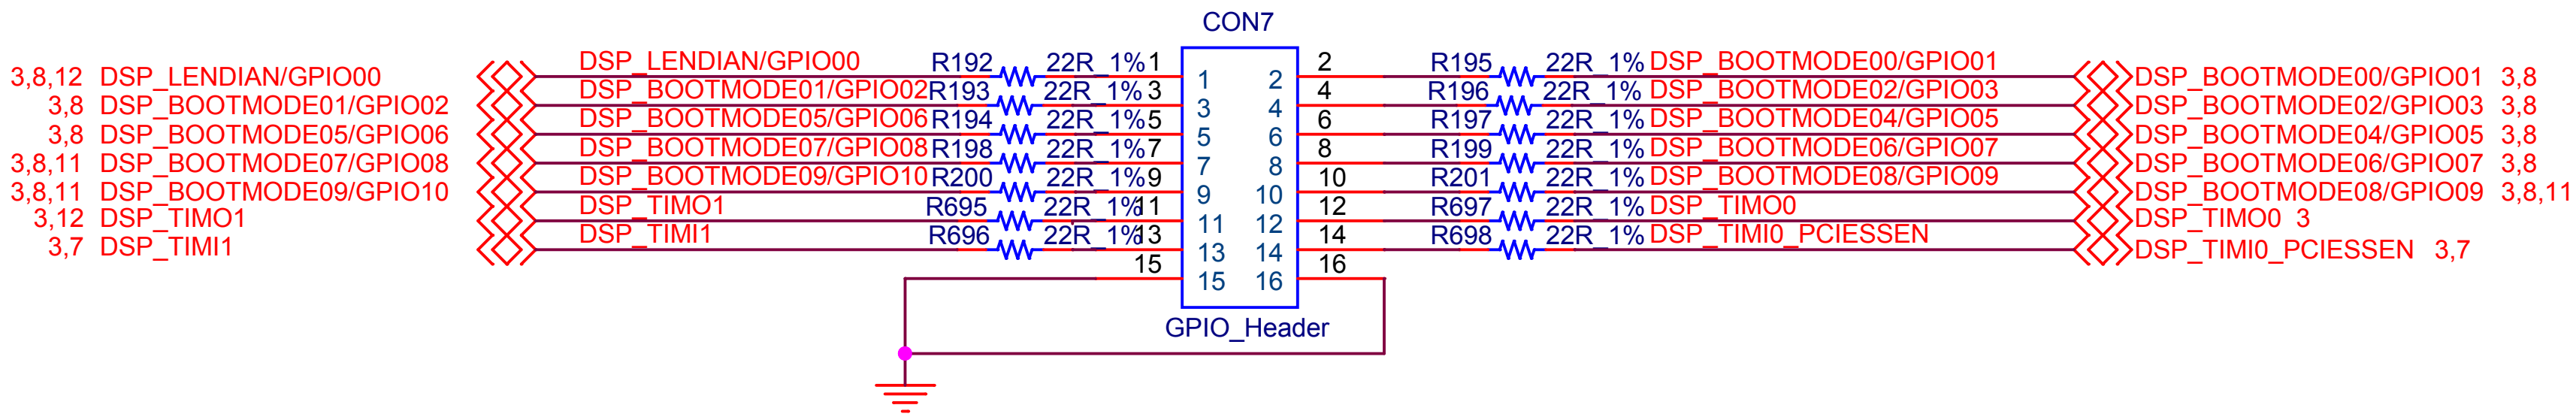 CON7
3,8,12 DSP_LENDIAN/GPIO00 DSP_LENDIAN/GPIO00 R192 22R_1% 1 1 2 2 R195 22R_1% DSP_BOOTMODE00/GPIO01 DSP_BOOTMODE00/GPIO01 3,8
3,8 DSP_BOOTMODE01/GPIO02 DSP_BOOTMODE01/GPIO02 R193 22R_1% 3 3 4 4 R196 22R_1% DSP_BOOTMODE02/GPIO03 DSP_BOOTMODE02/GPIO03 3,8
3,8 DSP_BOOTMODE05/GPIO06 DSP_BOOTMODE05/GPIO06 R194 22R_1% 5 5 6 6 R197 22R_1% DSP_BOOTMODE04/GPIO05 DSP_BOOTMODE04/GPIO05 3,8
3,8,11 DSP_BOOTMODE07/GPIO08 DSP_BOOTMODE07/GPIO08 R198 22R_1% 7 7 8 8 R199 22R_1% DSP_BOOTMODE06/GPIO07 DSP_BOOTMODE06/GPIO07 3,8
3,8,11 DSP_BOOTMODE09/GPIO10 DSP_BOOTMODE09/GPIO10 R200 22R_1% 9 9 10 10 R201 22R_1% DSP_BOOTMODE08/GPIO09 DSP_BOOTMODE08/GPIO09 3,8,11
3,12 DSP_TIMO1 DSP_TIMO1 R695 22R_1% 11 11 12 12 R697 22R_1% DSP_TIMO0 DSP_TIMO0 3
3,7 DSP_TIMI1 DSP_TIMI1 R696 22R_1% 13 13 14 14 R698 22R_1% DSP_TIMI0_PCIESSEN DSP_TIMI0_PCIESSEN 3,7
15 15 16 16
GPIO_Header